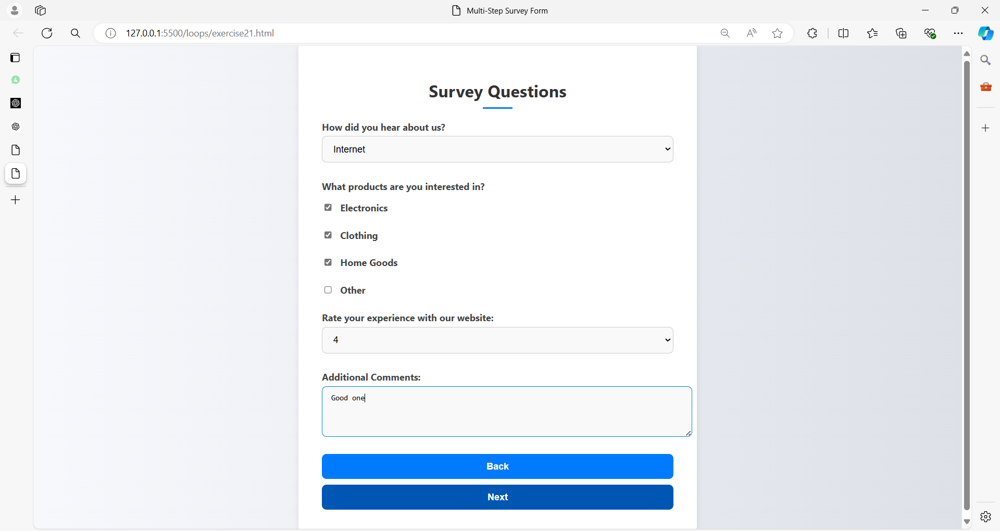 Multi-Step Survey Form
127.0.0.1:5500/loops/exercise21.html
Survey Questions
How did you hear about us?
Internet
What products are you interested in?
Electronics
Clothing
Home Goods
Other
Rate your experience with our website:
4
Additional Comments:
Good one
Back
Next